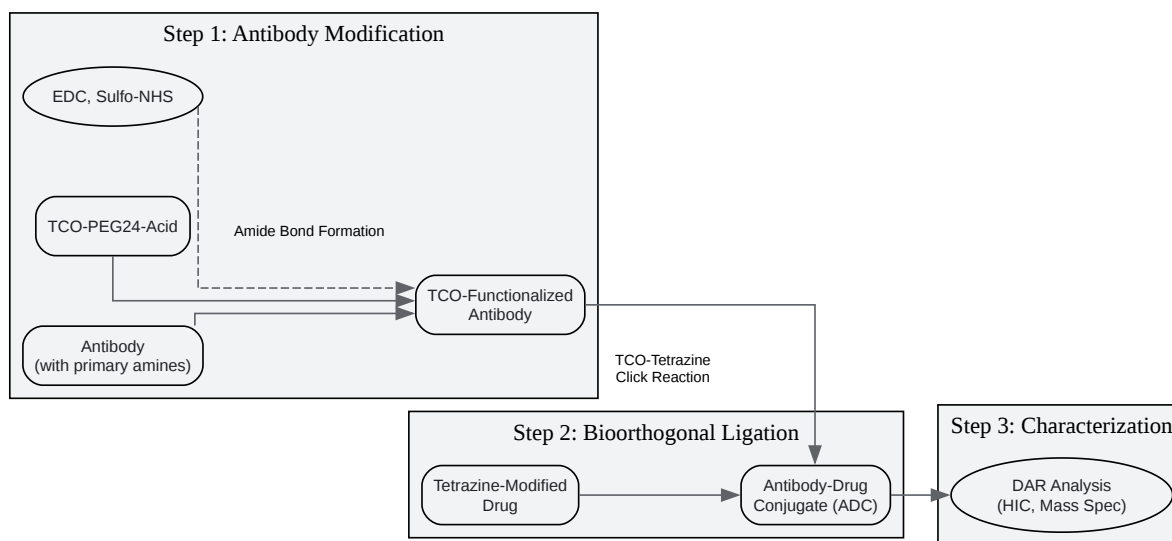 Step 1: Antibody Modification
EDC, Sulfo-NHS
TCO-PEG24-Acid
Amide Bond Formation
TCO-Functionalized
Antibody
Antibody
(with primary amines)
TCO-Tetrazine
Click Reaction
Step 2: Bioorthogonal Ligation
Tetrazine-Modified
Drug
Antibody-Drug
Conjugate (ADC)
Step 3: Characterization
DAR Analysis
(HIC, Mass Spec)